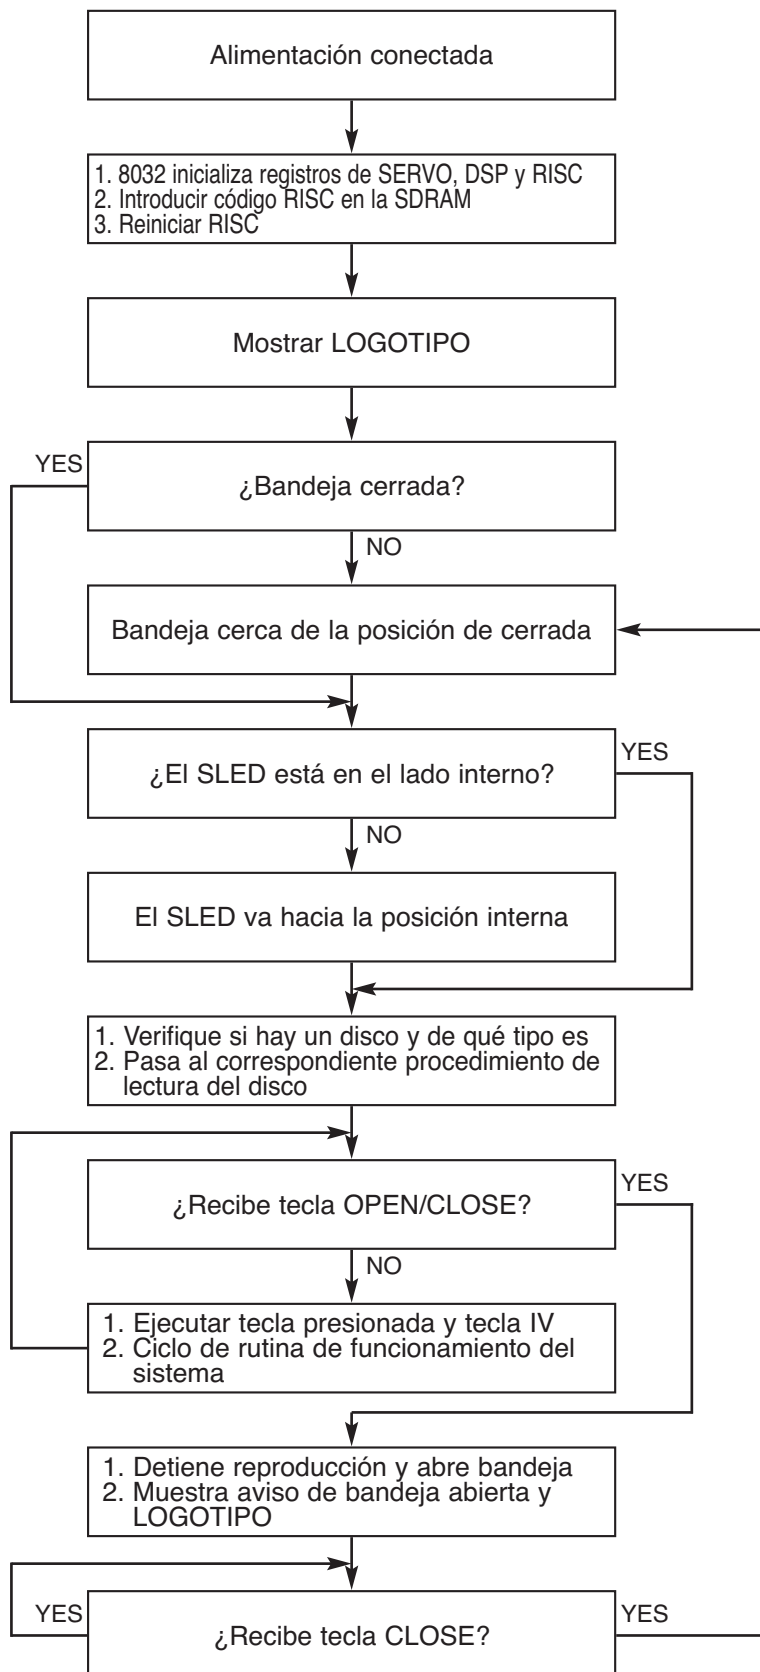 Alimentación conectada
1. 8032 inicializa registros de SERVO, DSP y RISC
2. Introducir código RISC en la SDRAM
3. Reiniciar RISC
Mostrar LOGOTIPO
YES
¿Bandeja cerrada?
NO
Bandeja cerca de la posición de cerrada
¿El SLED está en el lado interno?
YES
NO
El SLED va hacia la posición interna
1. Verifique si hay un disco y de qué tipo es
2. Pasa al correspondiente procedimiento de
lectura del disco
¿Recibe tecla OPEN/CLOSE?
YES
NO
1. Ejecutar tecla presionada y tecla IV
2. Ciclo de rutina de funcionamiento del
sistema
1. Detiene reproducción y abre bandeja
2. Muestra aviso de bandeja abierta y
LOGOTIPO
YES
¿Recibe tecla CLOSE?
YES